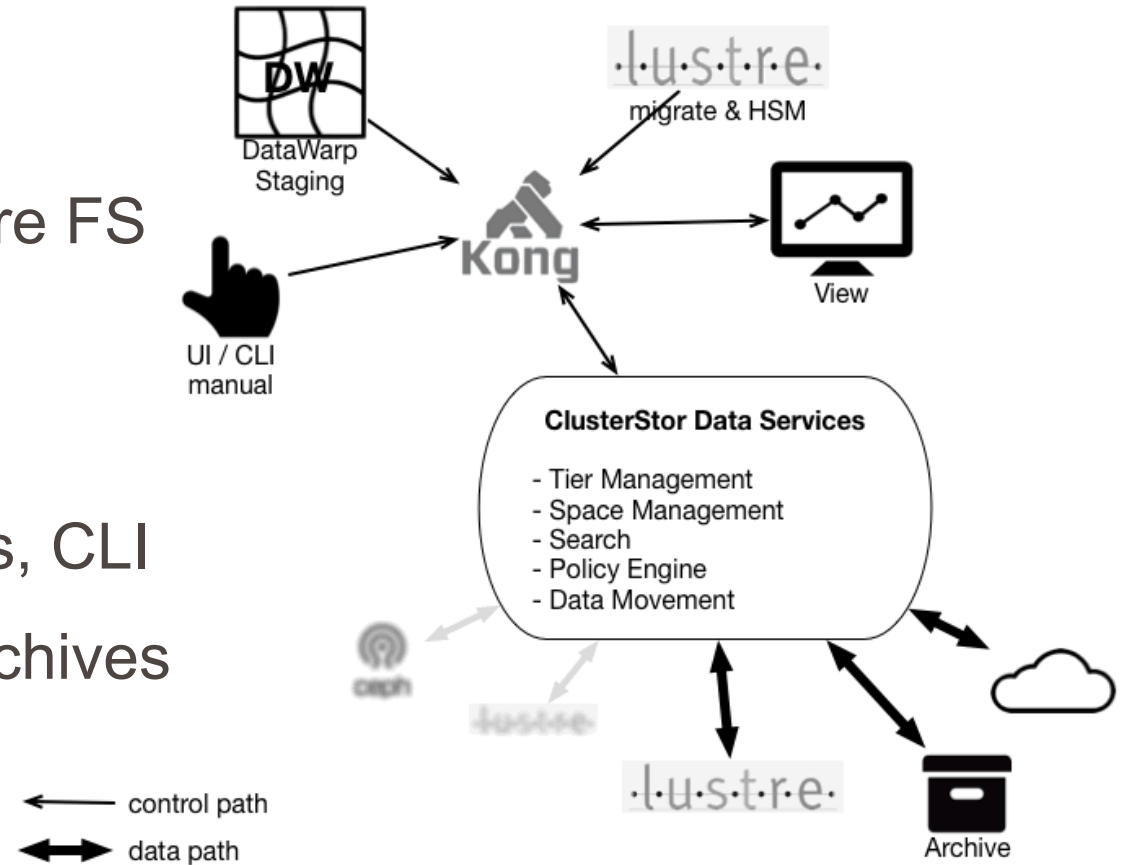 DW
DataWarp
Staging
·l·u·s·t·r·e·
migrate & HSM
re FS
Kong
View
UI / CLI
manual
ClusterStor Data Services
- Tier Management
- Space Management
- Search
- Policy Engine
- Data Movement
s, CLI
chives
ceph
lustre
·l·u·s·t·r·e·
Archive
control path
data path